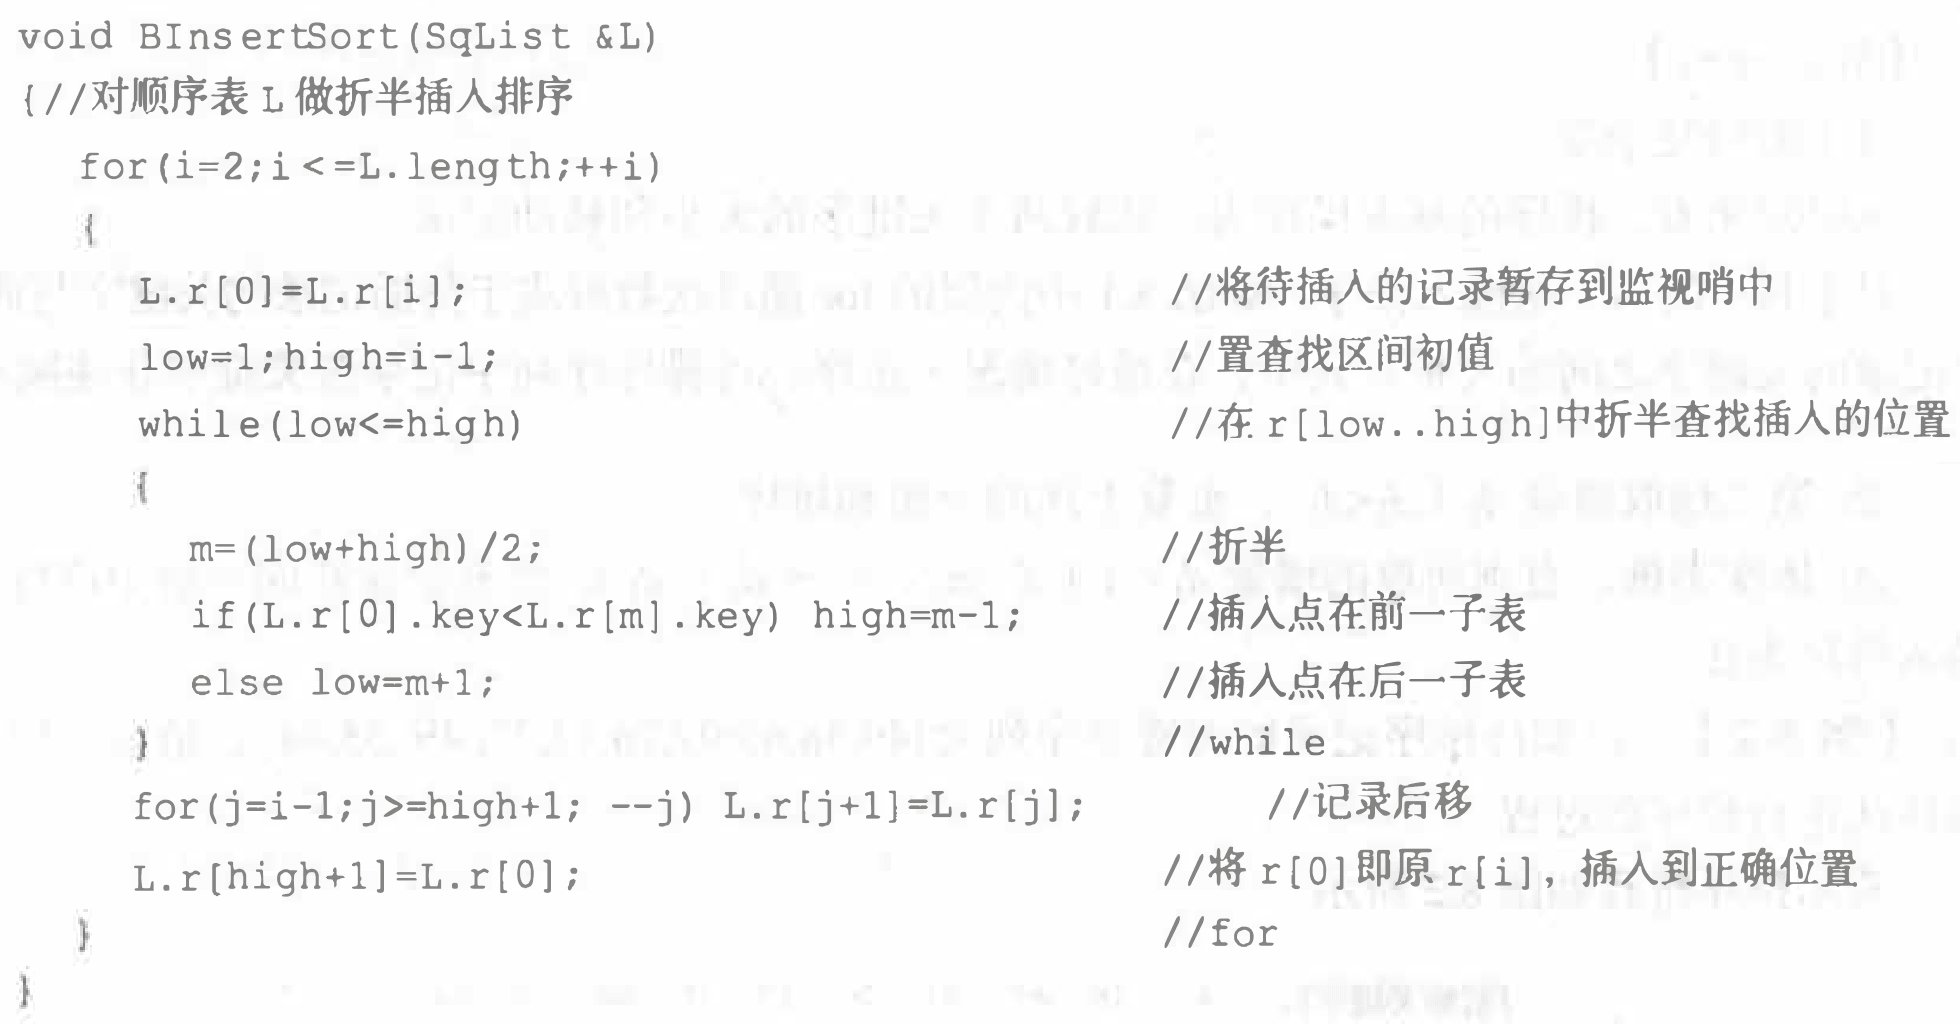 void BInsertSort(SqList &L)
{//对顺序表 L 做折半插入排序
for(i=2;i<=L.length;++i)
{
L.r[0]=L.r[i]; //将待插入的记录暂存到监视哨中
low=1;high=i-1; //置查找区间初值
while(low<=high) //在 r[low..high]中折半查找插入的位置
{
m=(low+high)/2; //折半
if(L.r[0].key<L.r[m].key) high=m-1; //插入点在前一子表
else low=m+1; //插入点在后一子表
} //while
for(j=i-1;j>=high+1; --j) L.r[j+1]=L.r[j]; //记录后移
L.r[high+1]=L.r[0]; //将 r[0]即原 r[i]，插入到正确位置
} //for
}